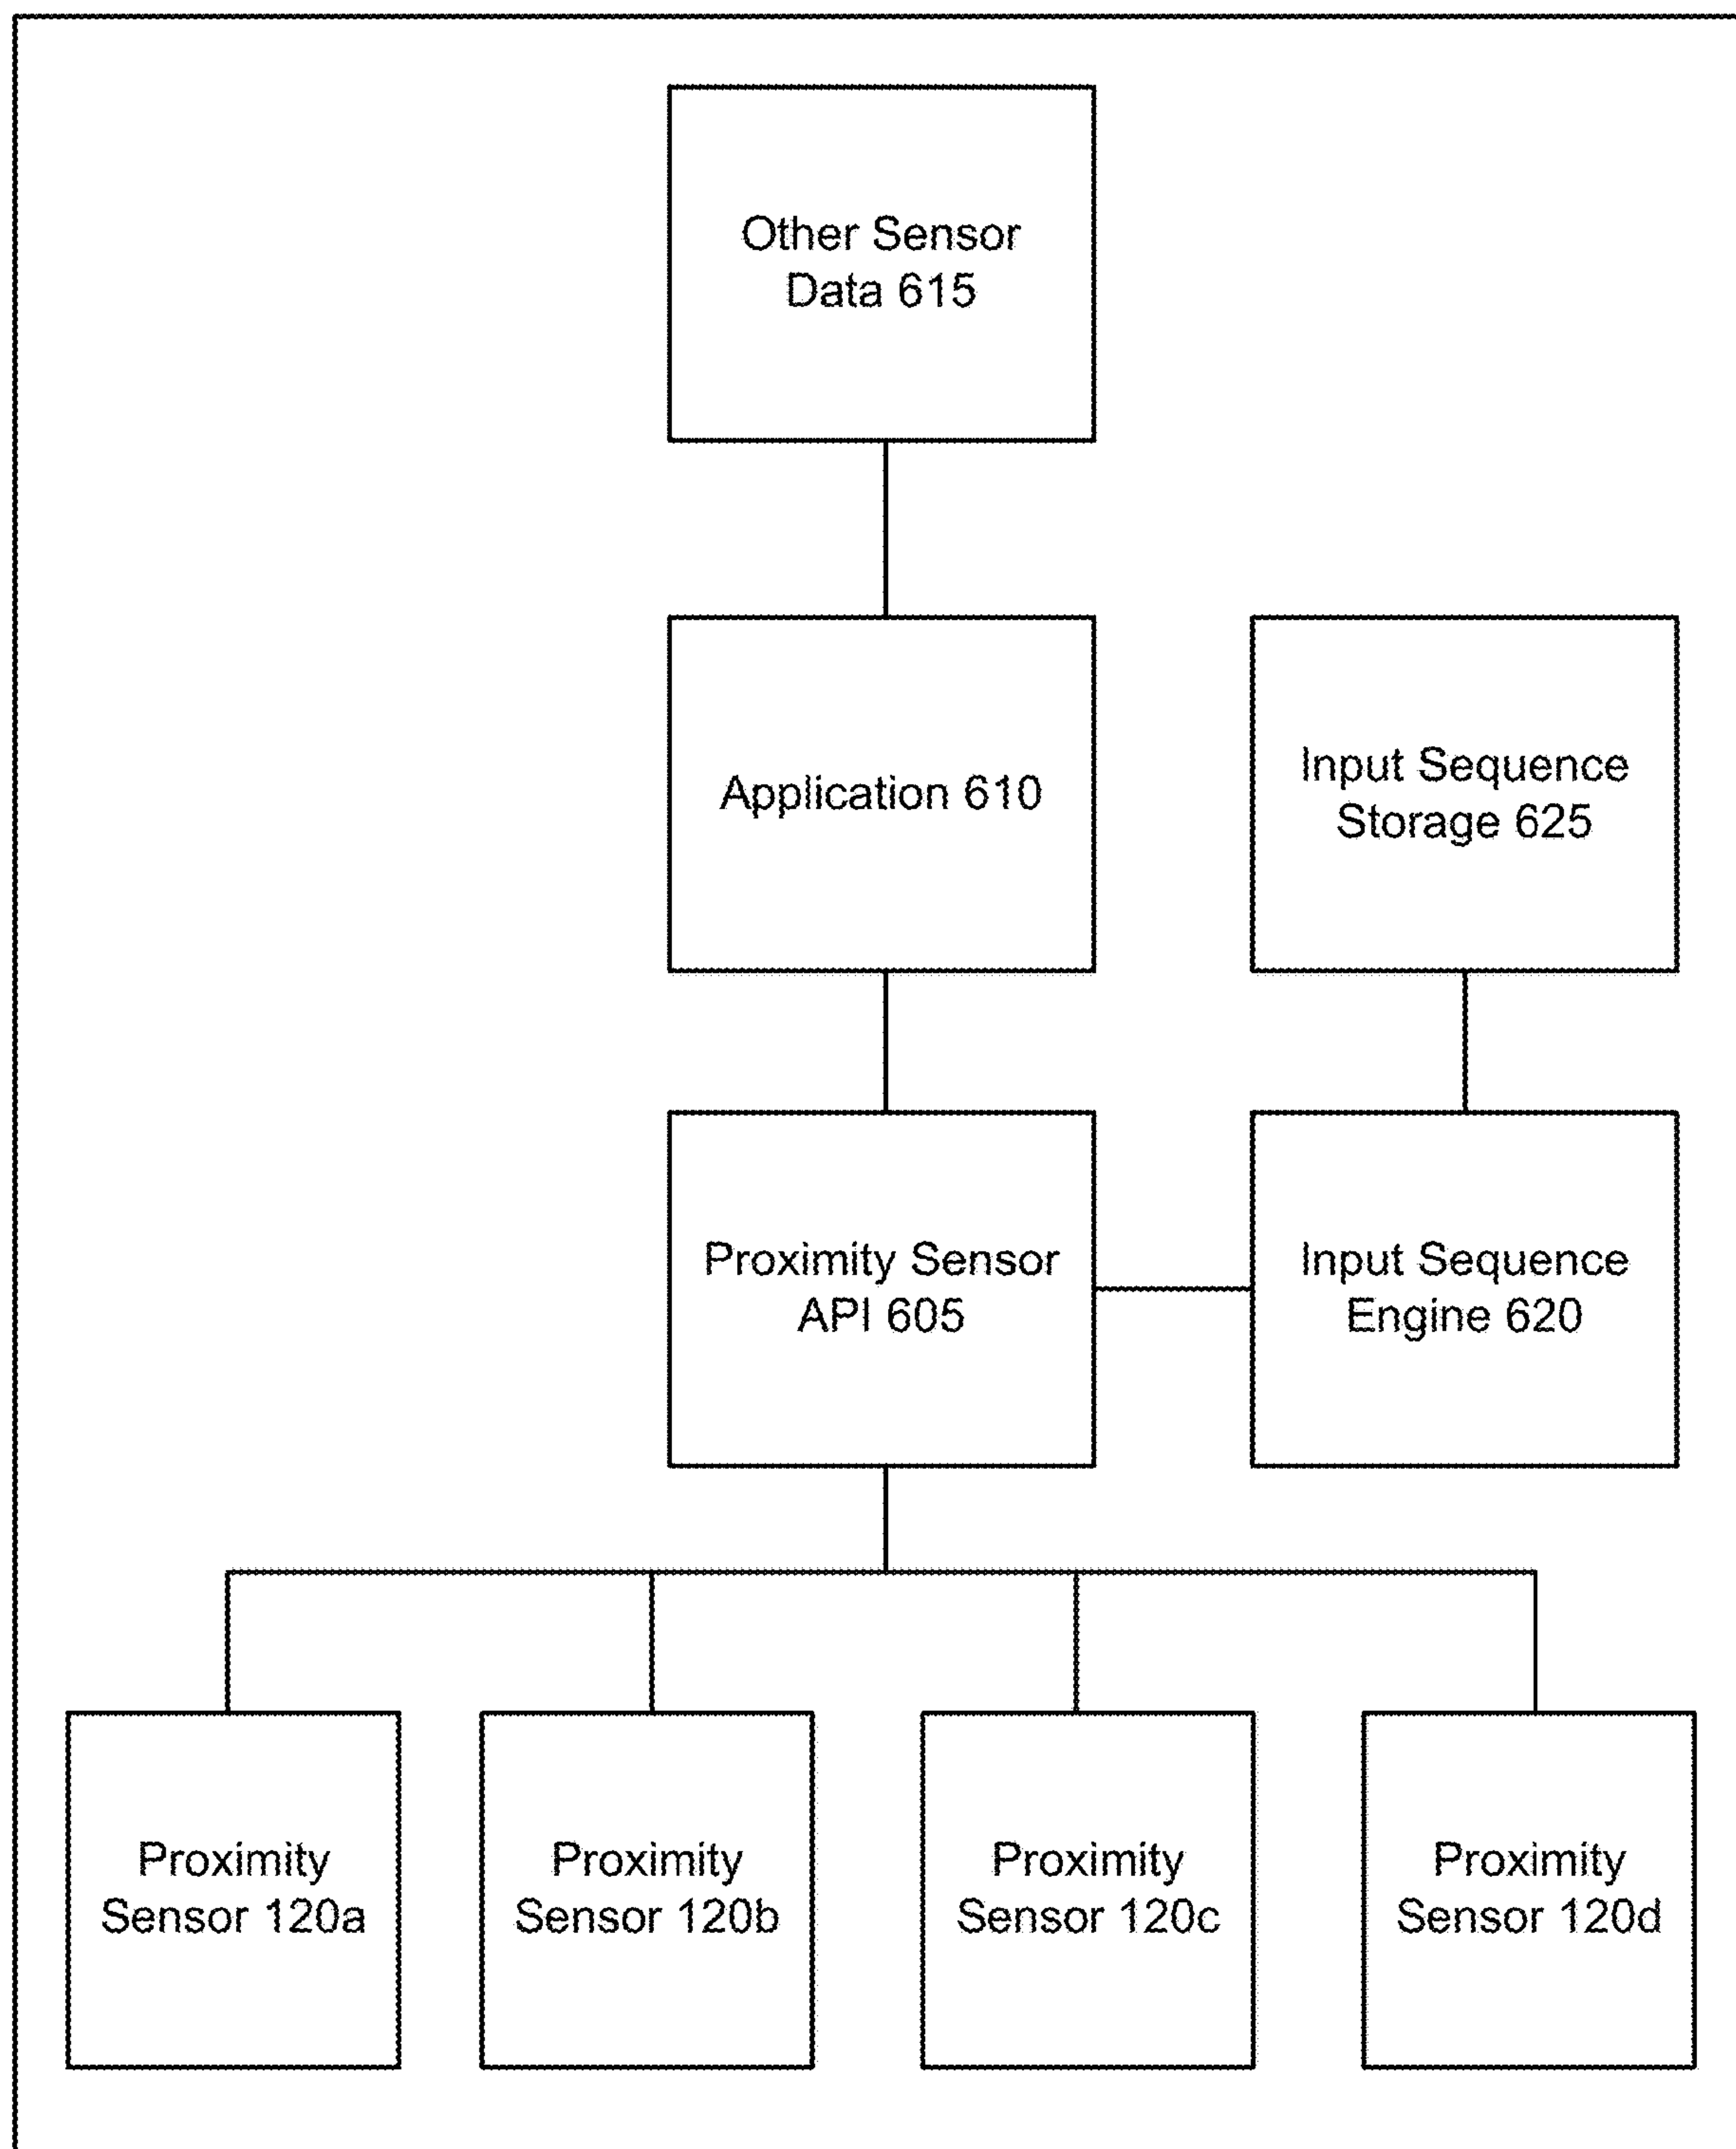 Other Sensor
Data 615
Application 610
Input Sequence
Storage 625
Proximity Sensor
API 605
Input Sequence
Engine 620
Proximity
Sensor 120a
Proximity
Sensor 120b
Proximity
Sensor 120c
Proximity
Sensor 120d